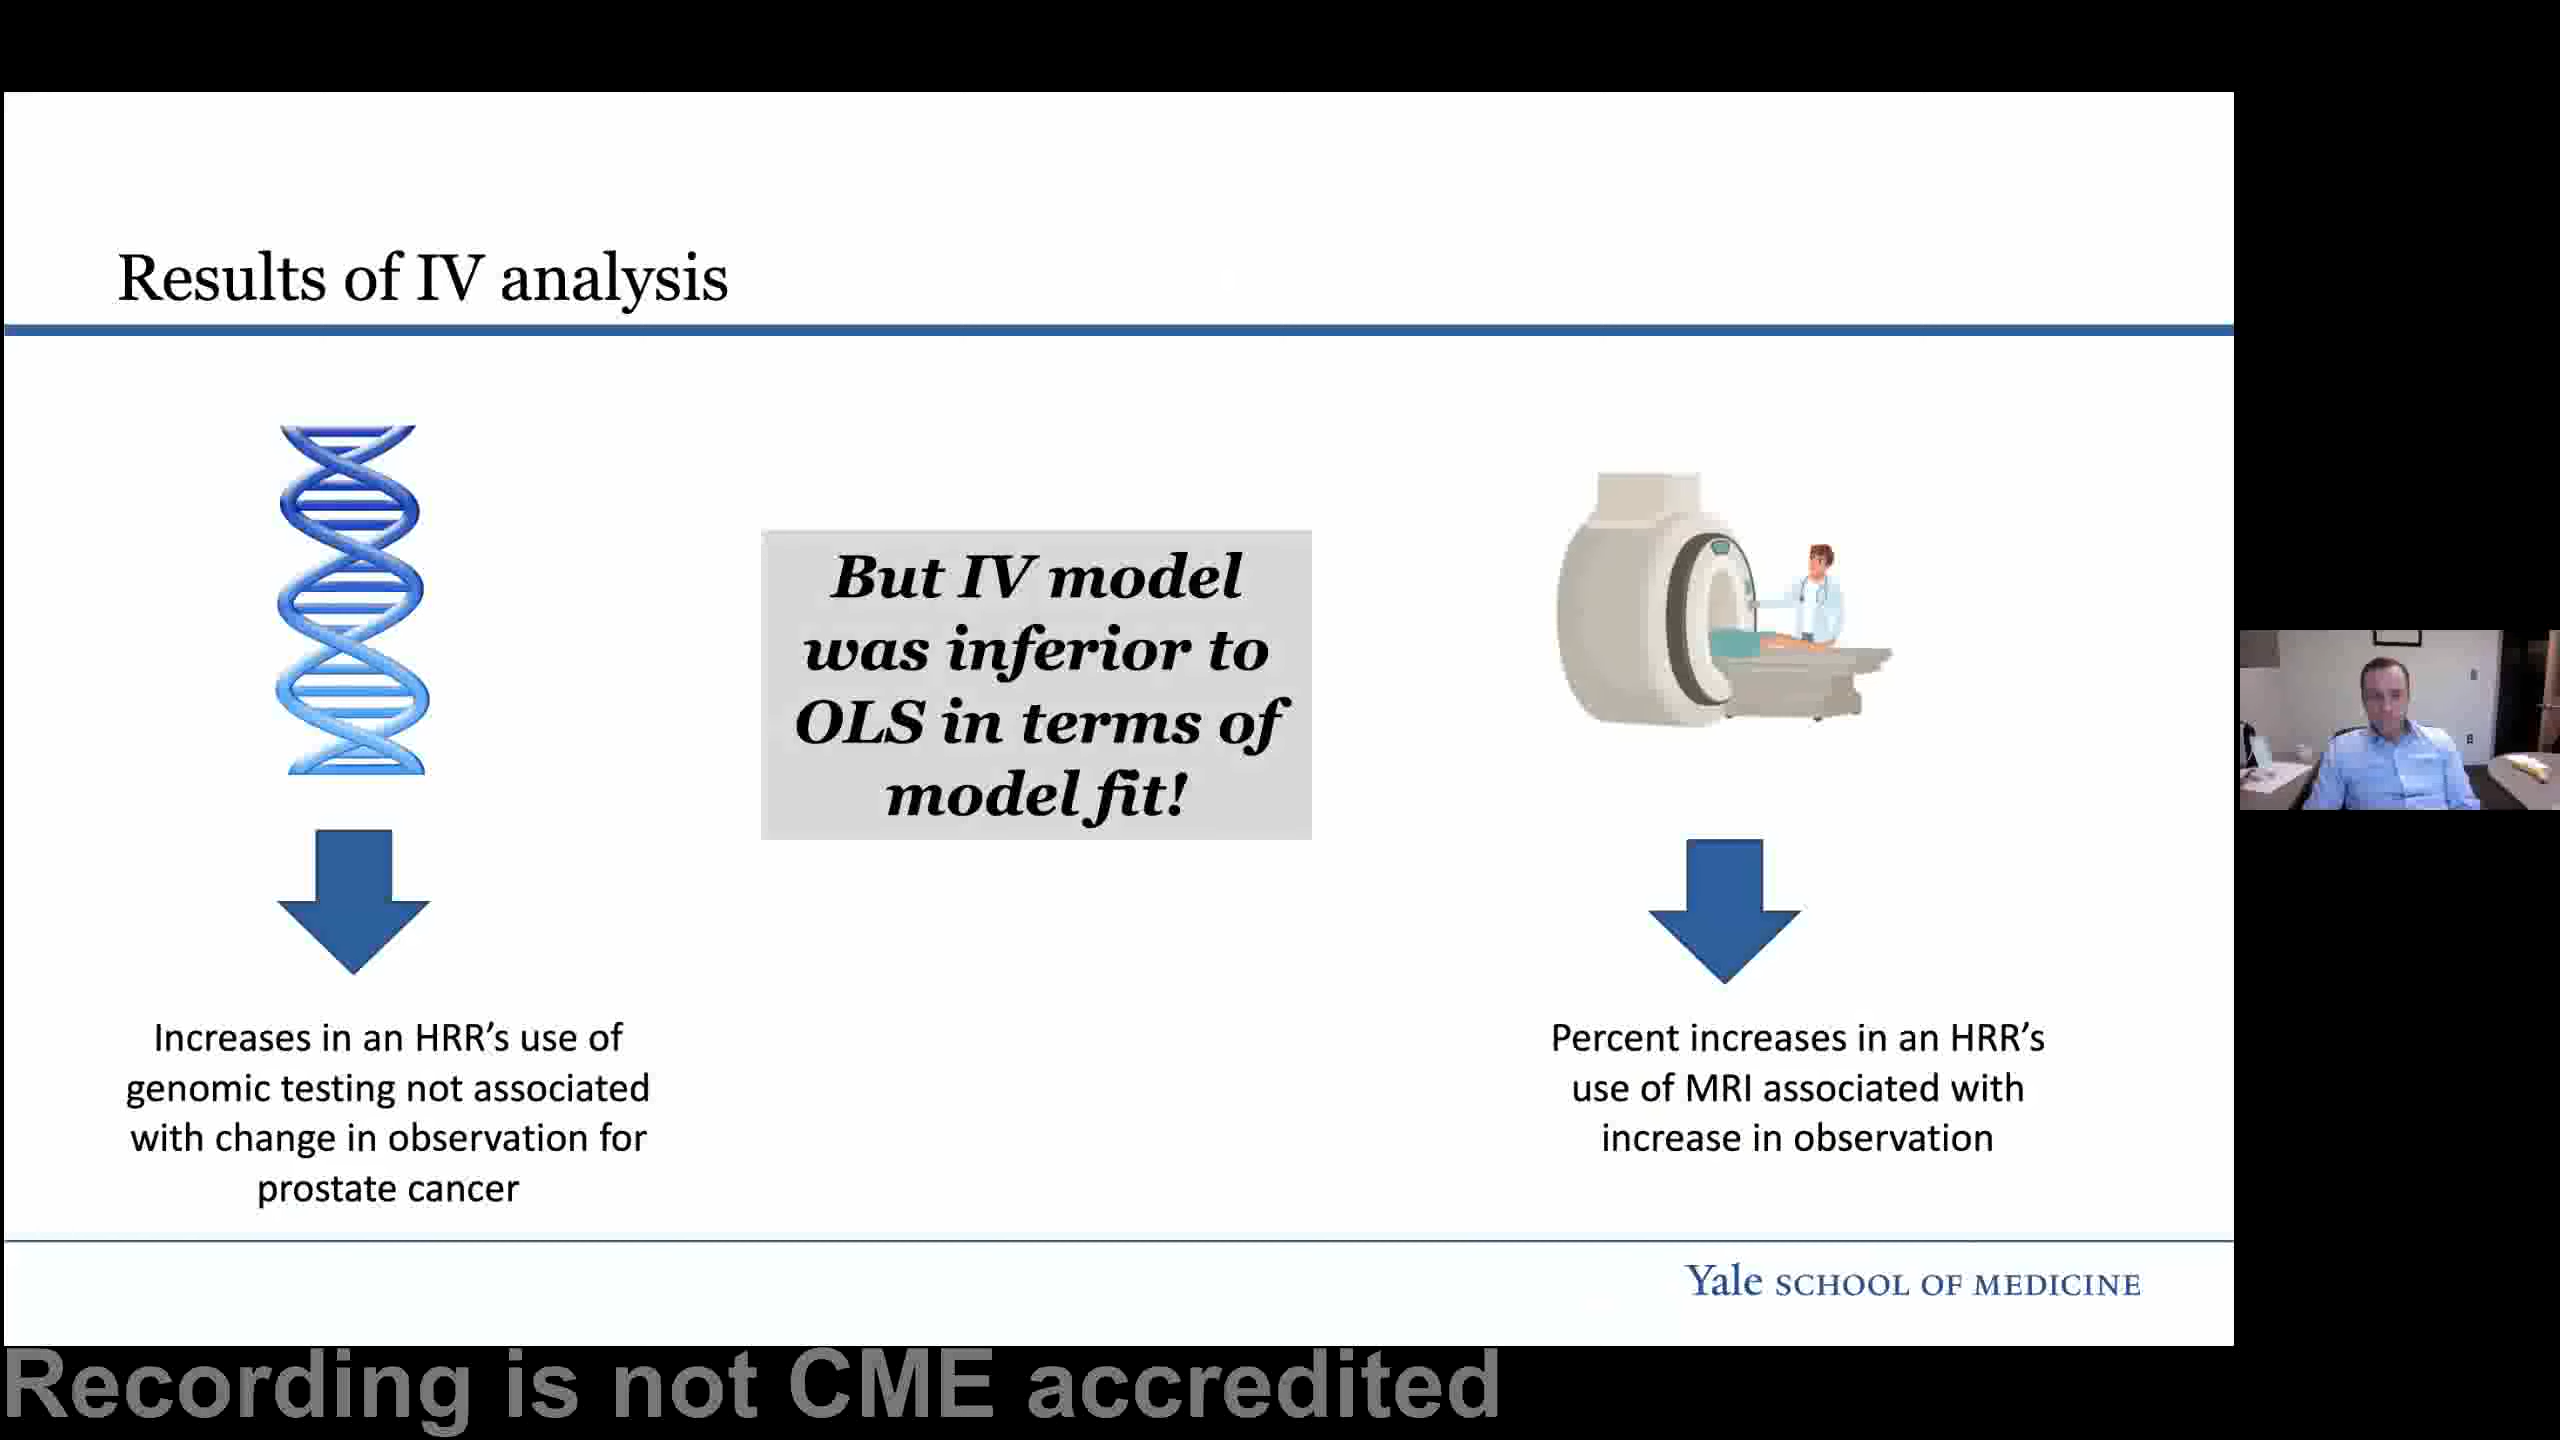 Results of IV analysis
But IV model
was inferior to
OLS in terms of
model fit!
Increases in an HRR’s use of
genomic testing not associated
with change in observation for
prostate cancer
Percent increases in an HRR’s
use of MRI associated with
increase in observation
Yale SCHOOL OF MEDICINE
Recording is not CME accredited